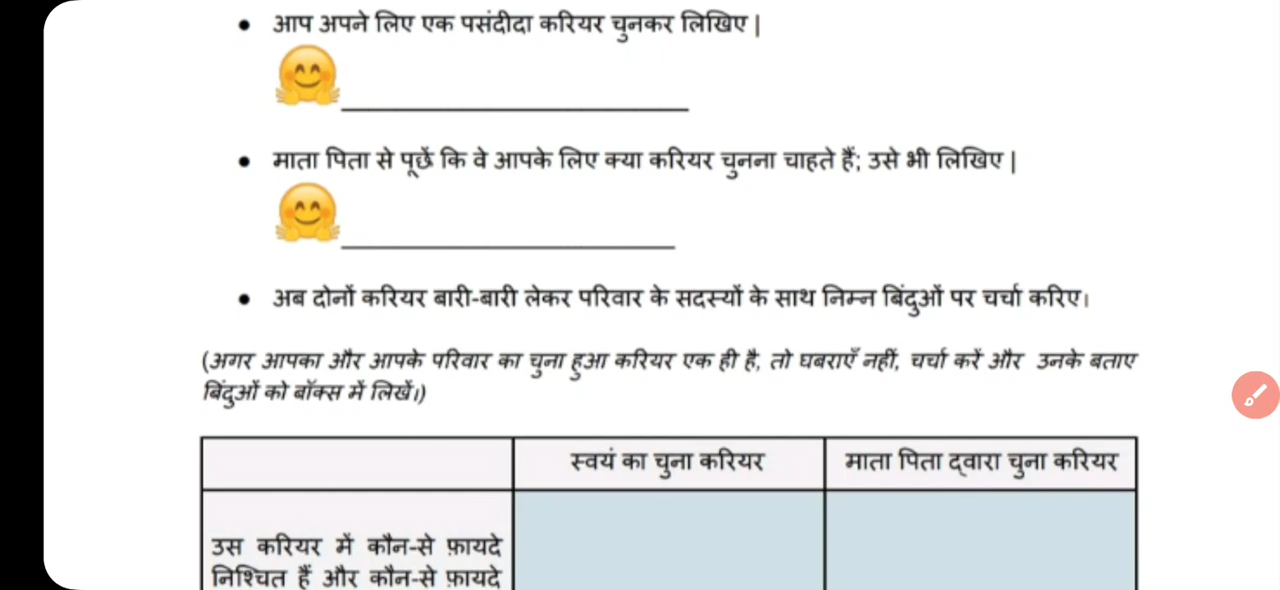 • आप अपने लिए एक पसंदीदा करियर चुनकर लिखिए |
• माता पिता से पूछें कि वे आपके लिए क्या करियर चुनना चाहते हैं; उसे भी लिखिए |
• अब दोनों करियर बारी-बारी लेकर परिवार के सदस्यों के साथ निम्न बिंदुओं पर चर्चा करिए।
(अगर आपका और आपके परिवार का चुना हुआ करियर एक ही है, तो घबराएँ नहीं, चर्चा करें और उनके बताए
बिंदुओं को बॉक्स में लिखें।)
स्वयं का चुना करियर
माता पिता द्वारा चुना करियर
उस करियर में कौन-से फ़ायदे
निश्चित हैं और कौन-से फ़ायदे